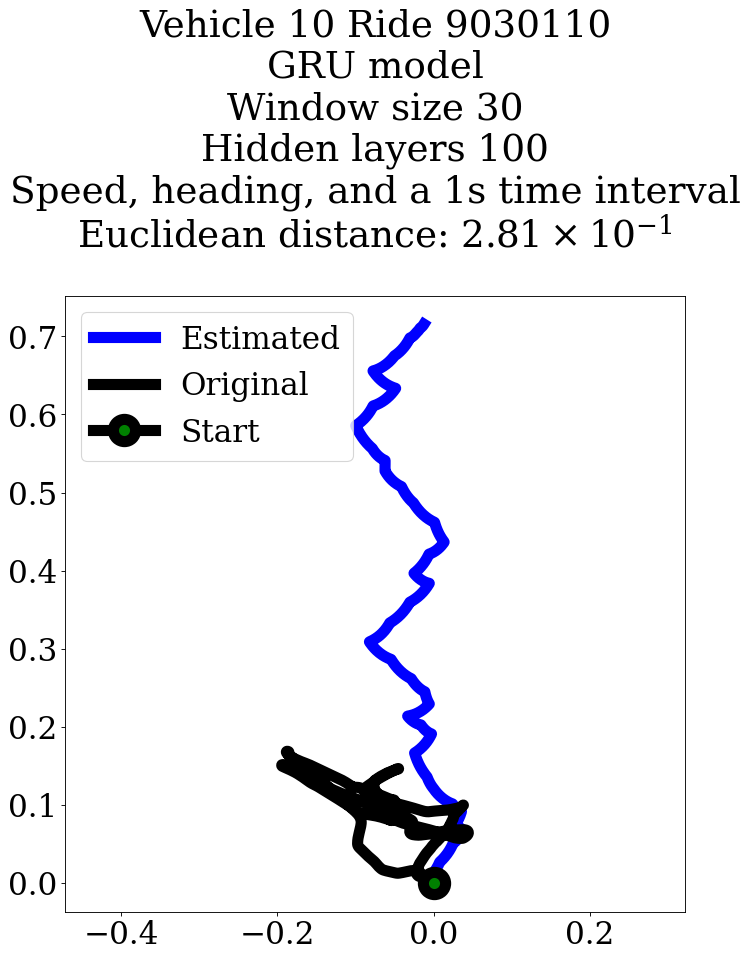 Vehicle 10 Ride 9030110
GRU model
Window size 30
Hidden layers 100
Speed, heading, and a 1s time interval
Euclidean distance: 2.81 × 10⁻¹
Estimated
Original
Start
0.7
0.6
0.5
0.4
0.3
0.2
0.1
0.0
−0.4 −0.2 0.0 0.2